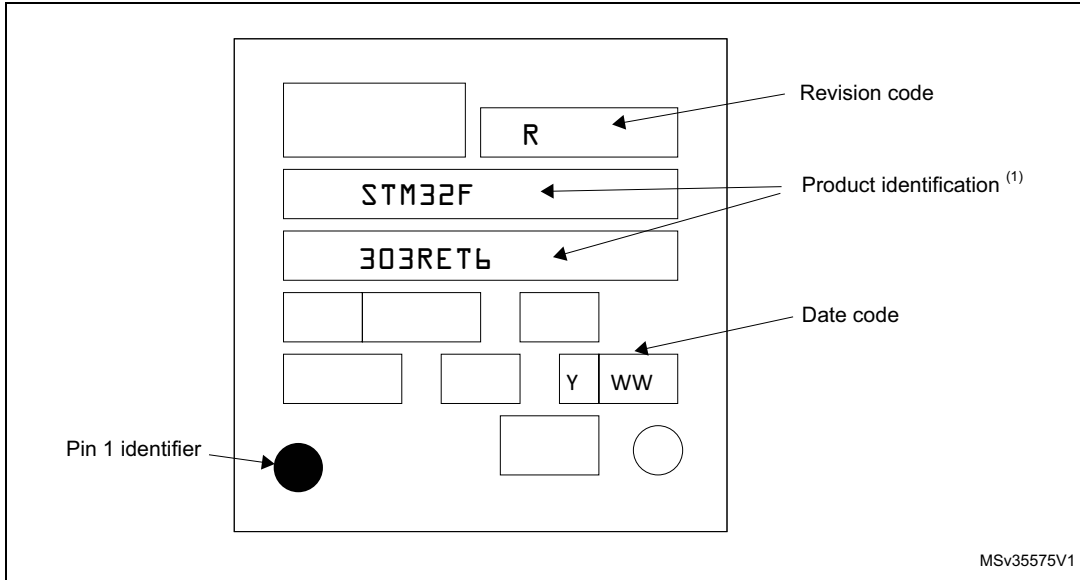 Revision code
R
STM32F
Product identification (1)
303RET6
Date code
Y WW
Pin 1 identifier
MSv35575V1